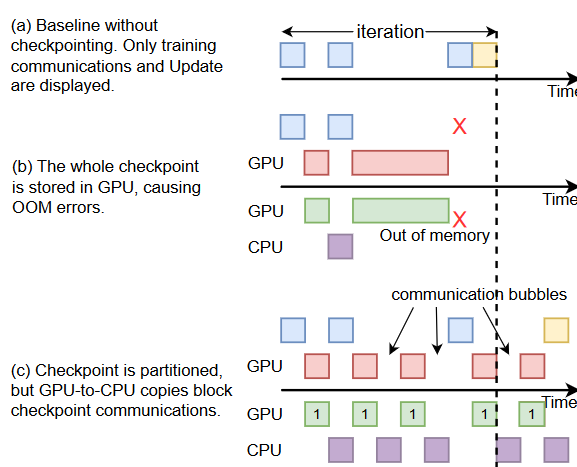 (a) Baseline without
checkpointing. Only training
communications and Update
are displayed.
iteration
Time
X
(b) The whole checkpoint
is stored in GPU, causing
OOM errors.
GPU
Time
GPU
X
Out of memory
CPU
communication bubbles
(c) Checkpoint is partitioned,
but GPU-to-CPU copies block
checkpoint communications.
GPU
Time
GPU
1 1 1 1 1
CPU